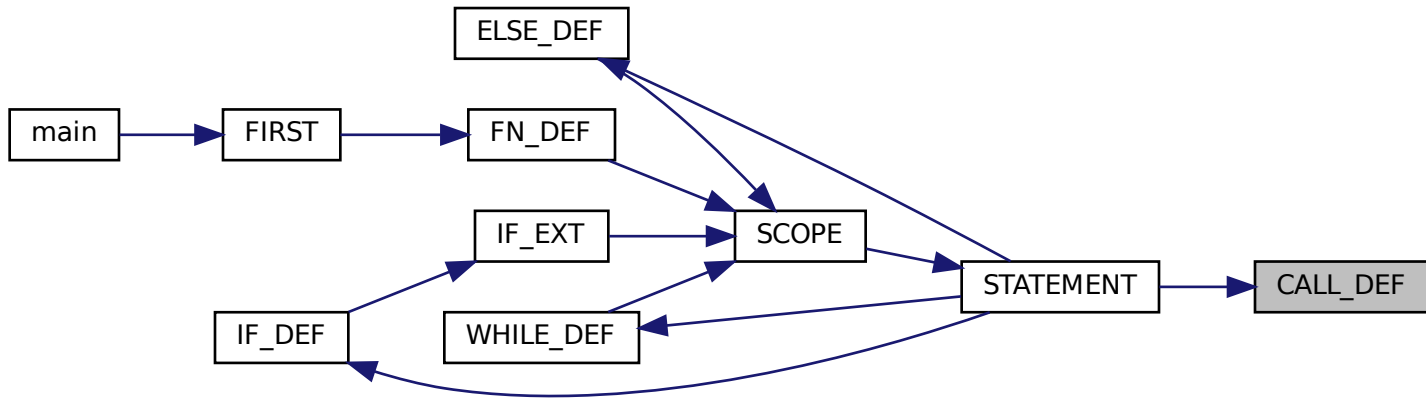 ELSE_DEF
main
FIRST
FN_DEF
IF_EXT
SCOPE
STATEMENT
CALL_DEF
IF_DEF
WHILE_DEF